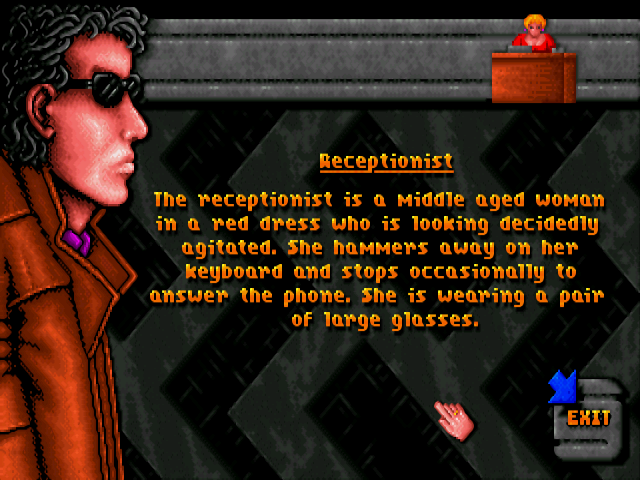 Receptionist
The receptionist is a middle aged woman
in a red dress who is looking decidedly
agitated. She hammers away on her
keyboard and stops occasionally to
answer the phone. She is wearing a pair
of large glasses.
EXIT